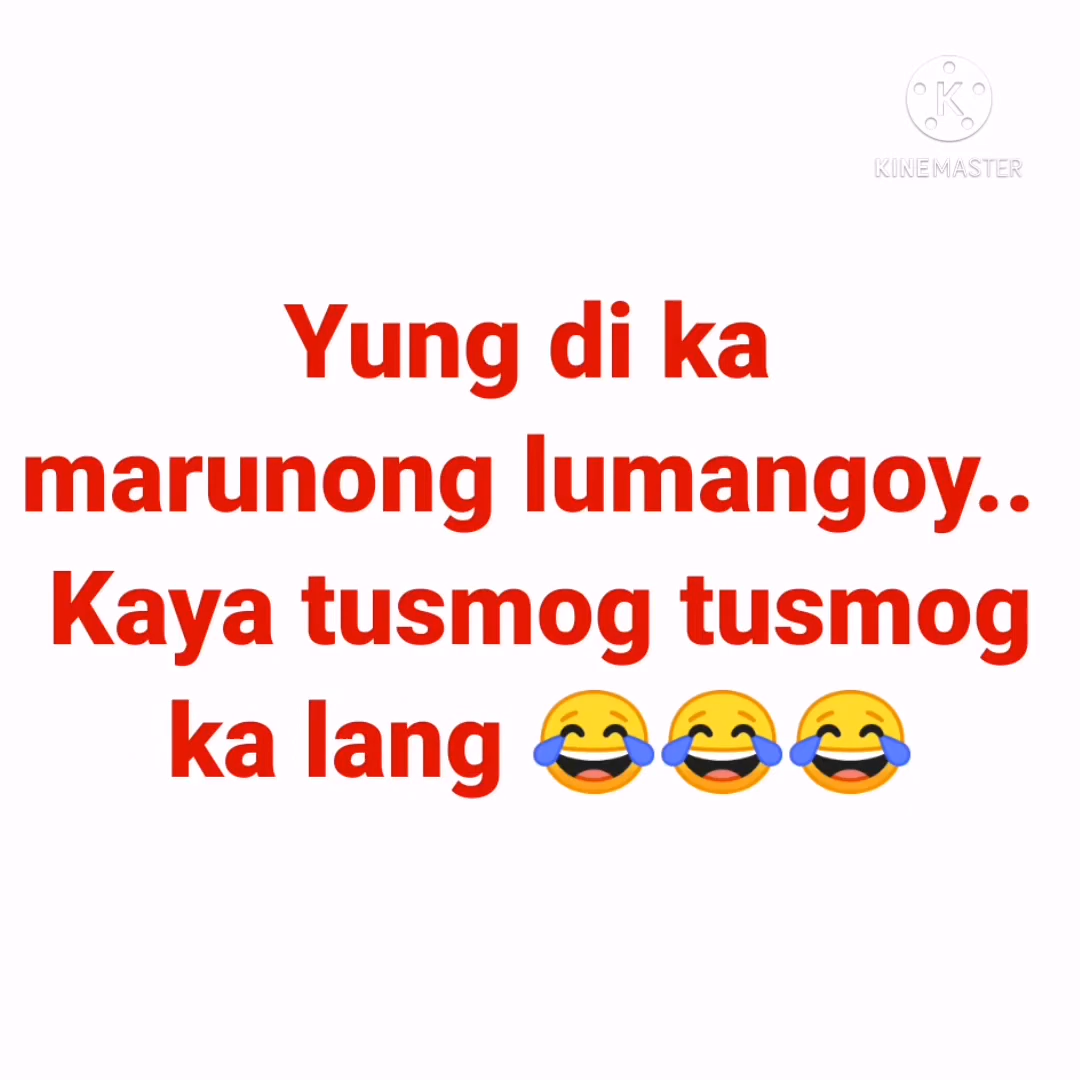 KINEMASTER
Yung di ka
marunong lumangoy..
Kaya tusmog tusmog
ka lang 😂😂😂